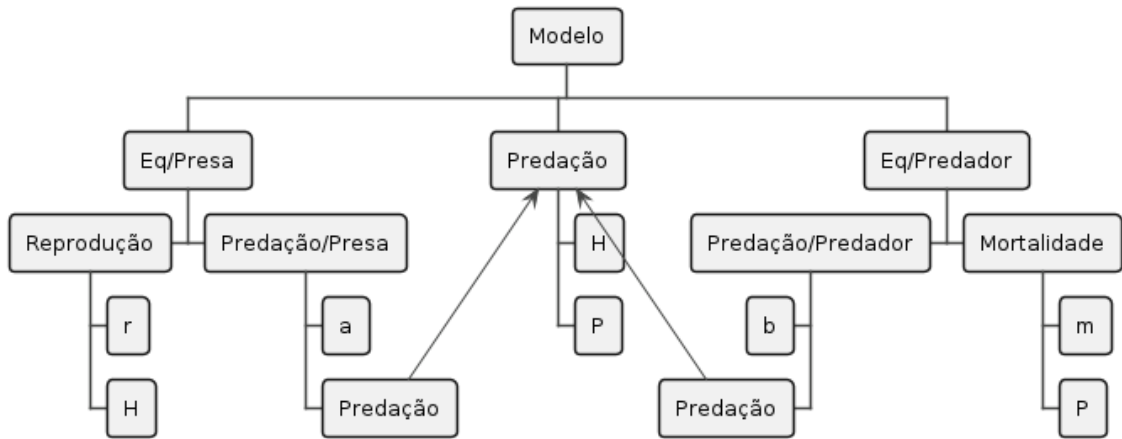 Modelo
Eq/Presa
Predação
Eq/Predador
Reprodução
Predação/Presa
H
Predação/Predador
Mortalidade
r
a
P
b
m
H
Predação
Predação
P